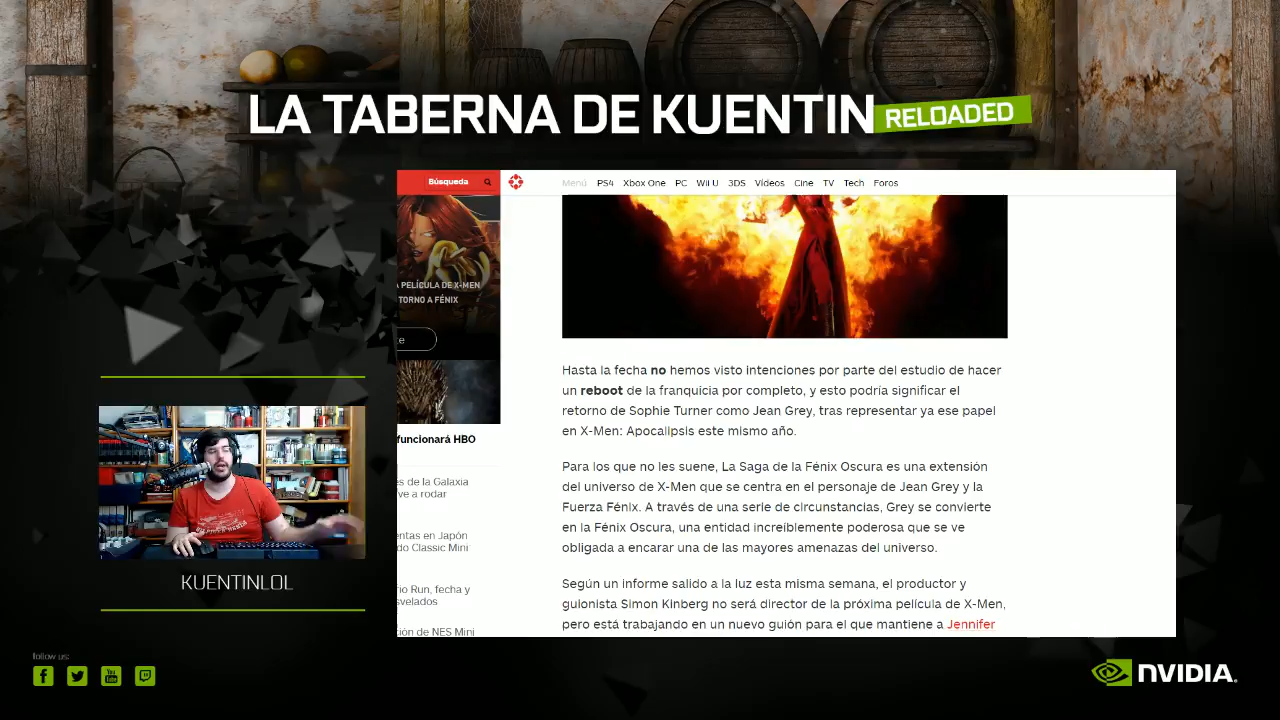 LA TABERNA DE KUENTIN RELOADED
Búsqueda
Menú PS4 Xbox One PC Wii U 3DS Vídeos Cine TV Tech Foros
A PELÍCULA DE X-MEN
TORNO A FÉNIX
te
funcionará HBO
es de la Galaxia
ve a rodar
entas en Japón
do Classic Mini
rio Run, fecha y
svelados
ción de NES Mini
Hasta la fecha no hemos visto intenciones por parte del estudio de hacer
un reboot de la franquicia por completo, y esto podría significar el
retorno de Sophie Turner como Jean Grey, tras representar ya ese papel
en X-Men: Apocalipsis este mismo año.
Para los que no les suene, La Saga de la Fénix Oscura es una extensión
del universo de X-Men que se centra en el personaje de Jean Grey y la
Fuerza Fénix. A través de una serie de circunstancias, Grey se convierte
en la Fénix Oscura, una entidad increíblemente poderosa que se ve
obligada a encarar una de las mayores amenazas del universo.
Según un informe salido a la luz esta misma semana, el productor y
guionista Simon Kinberg no será director de la próxima película de X-Men,
pero está trabajando en un nuevo guión para el que mantiene a Jennifer
KUENTINLOL
follow us:
You Tube
NVIDIA.